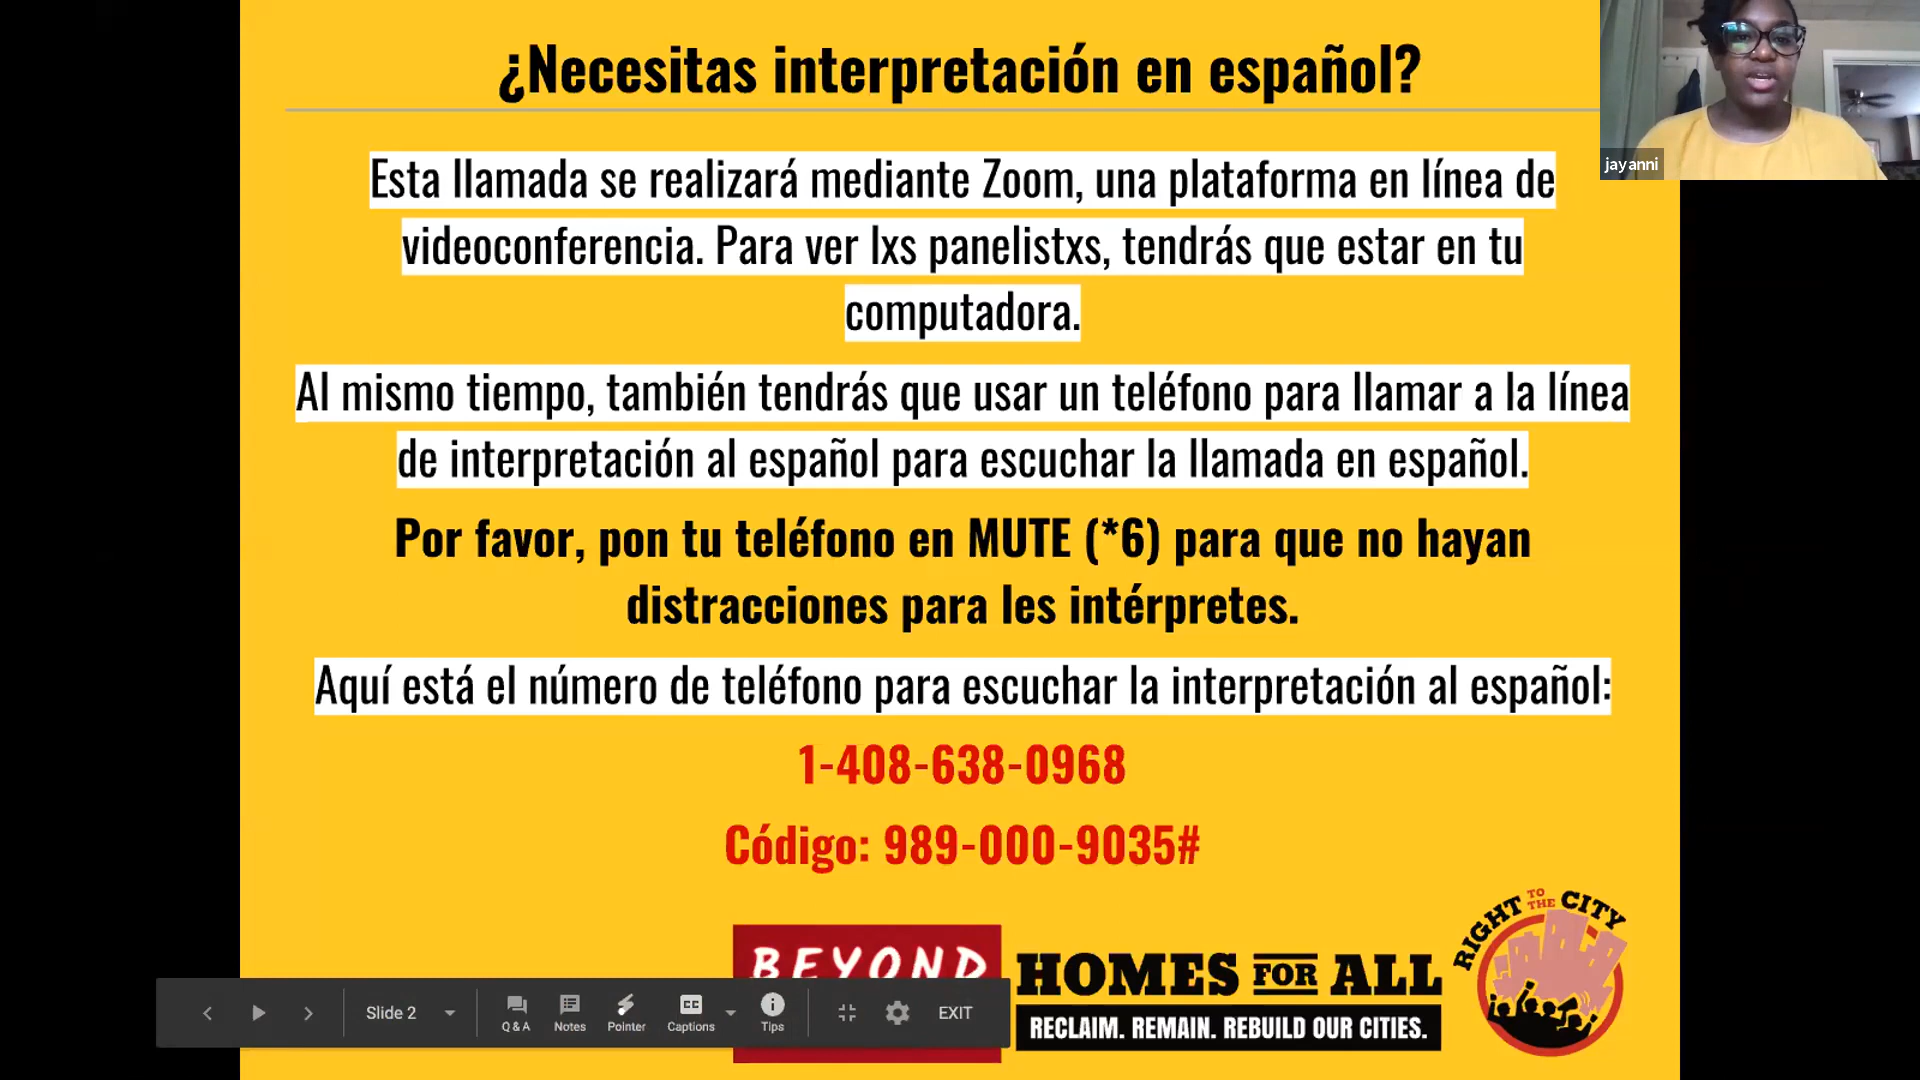 ¿Necesitas interpretación en español?
jayanni
Esta llamada se realizará mediante Zoom, una plataforma en línea de
videoconferencia. Para ver lxs panelistxs, tendrás que estar en tu
computadora.
Al mismo tiempo, también tendrás que usar un teléfono para llamar a la línea
de interpretación al español para escuchar la llamada en español.
Por favor, pon tu teléfono en MUTE (*6) para que no hayan
distracciones para les intérpretes.
Aquí está el número de teléfono para escuchar la interpretación al español:
1-408-638-0968
Código: 989-000-9035#
BEYOND
HOMES FOR ALL
RECLAIM. REMAIN. REBUILD OUR CITIES.
RIGHT TO THE CITY
Slide 2
Q & A
Notes
Pointer
CC
Captions
Tips
EXIT